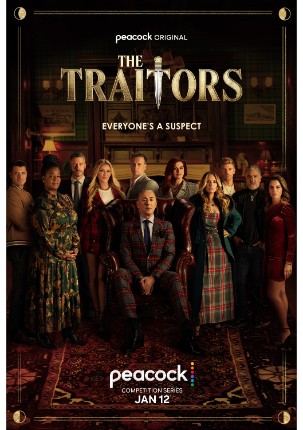 peacock ORIGINAL
THE
TRAITORS
EVERYONE'S A SUSPECT
peacock
COMPETITION SERIES
JAN 12